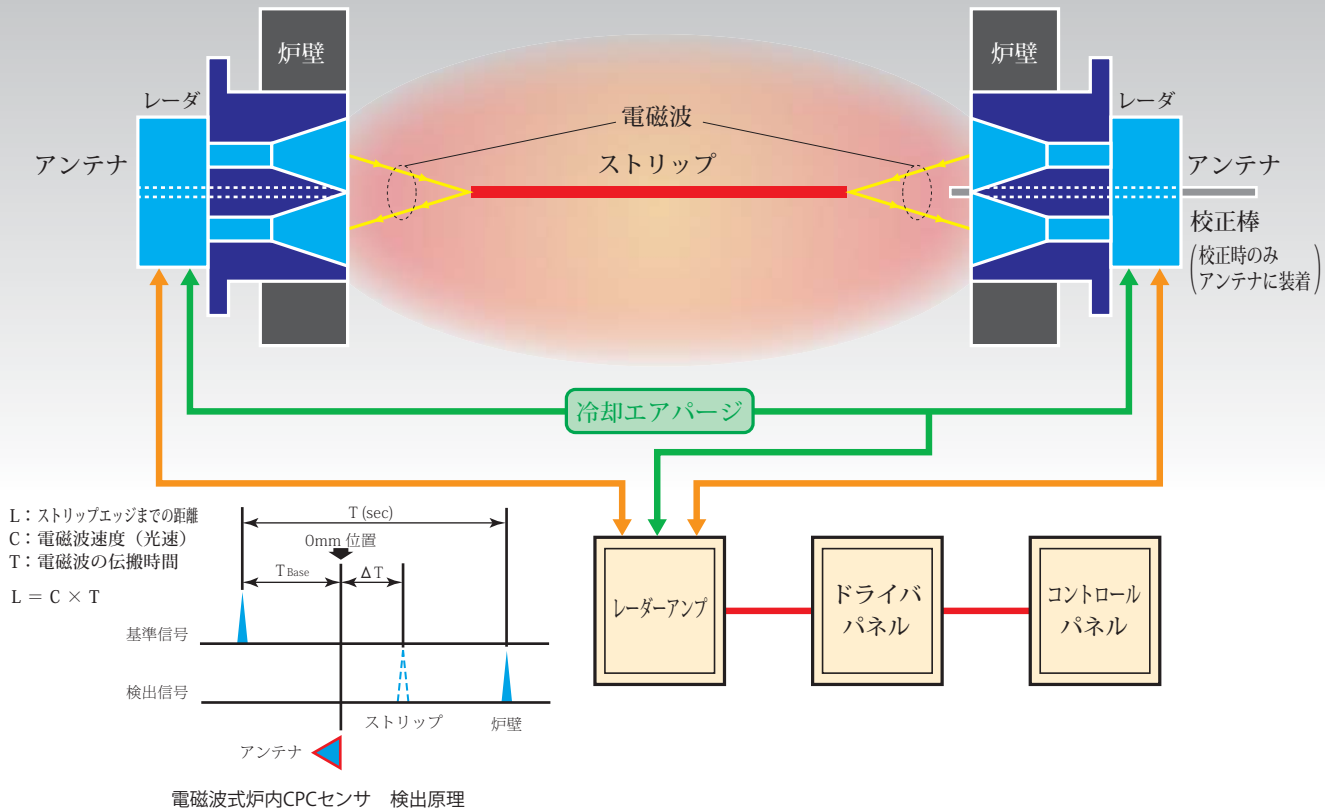 炉壁
炉壁
レーダ
レーダ
電磁波
アンテナ
ストリップ
アンテナ
校正棒
(校正時のみ
アンテナに装着)
冷却エアパージ
L：ストリップエッジまでの距離
C：電磁波速度（光速）
T：電磁波の伝搬時間
L = C × T
T (sec)
0mm 位置
T Base
ΔT
基準信号
検出信号
ストリップ
炉壁
アンテナ
レーダーアンプ
ドライバ
パネル
コントロール
パネル
電磁波式炉内CPCセンサ　検出原理